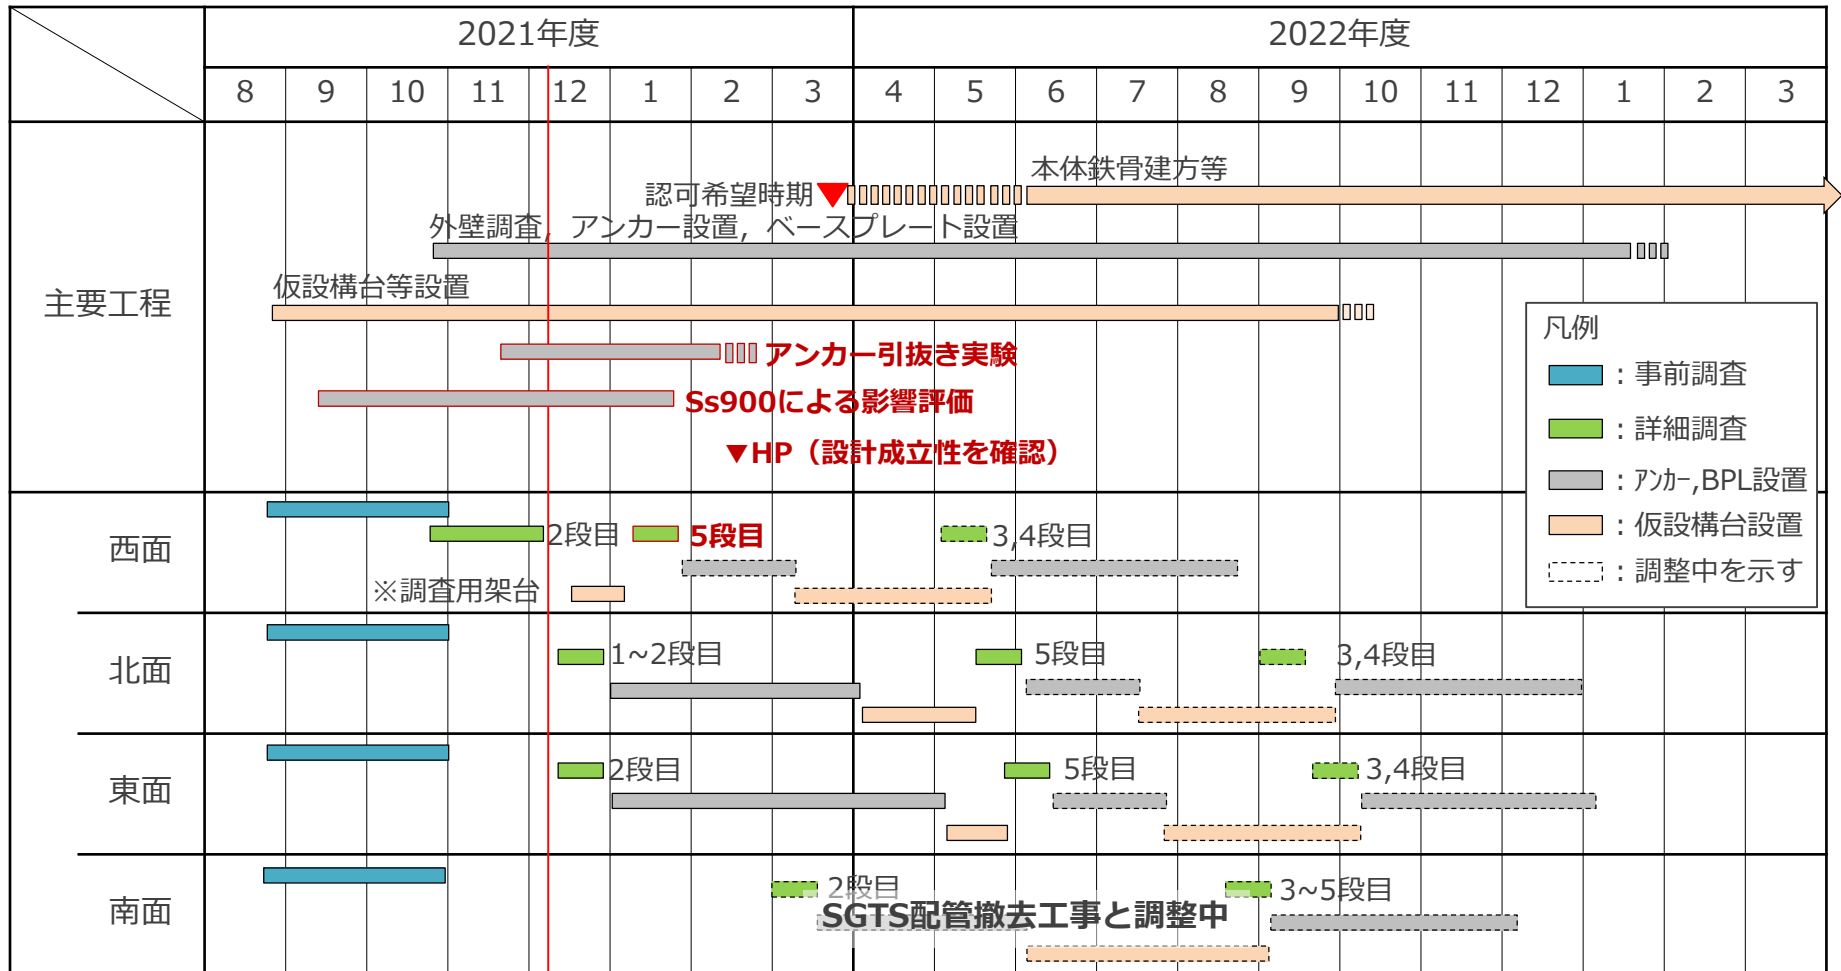 2021年度 2022年度
8 9 10 11 12 1 2 3 4 5 6 7 8 9 10 11 12 1 2 3
主要工程
本体鉄骨建方等
認可希望時期
外壁調査，アンカー設置，ベースプレート設置
仮設構台等設置
アンカー引抜き実験
Ss900による影響評価
▼HP（設計成立性を確認）
凡例
：事前調査
：詳細調査
：ｱﾝｶｰ,BPL設置
：仮設構台設置
：調整中を示す
西面
2段目 5段目 3,4段目
※調査用架台
北面
1~2段目 5段目 3,4段目
東面
2段目 5段目 3,4段目
南面
2段目 3~5段目
SGTS配管撤去工事と調整中